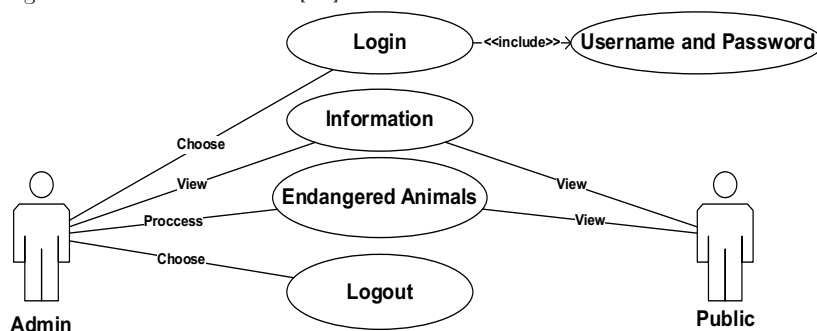 Login
<<include>>
Username and Password
Choose
Information
View
View
Endangered Animals
Proccess
View
Choose
Logout
Admin
Public